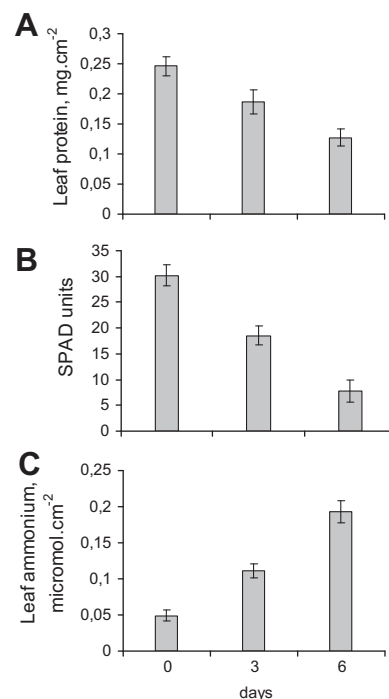 A
Leaf protein, mg.cm-2
0,3
0,25
0,2
0,15
0,1
0,05
0
B
SPAD units
35
30
25
20
15
10
5
0
C
Leaf ammonium,
micromol.cm-2
0,25
0,2
0,15
0,1
0,05
0
0 3 6
days